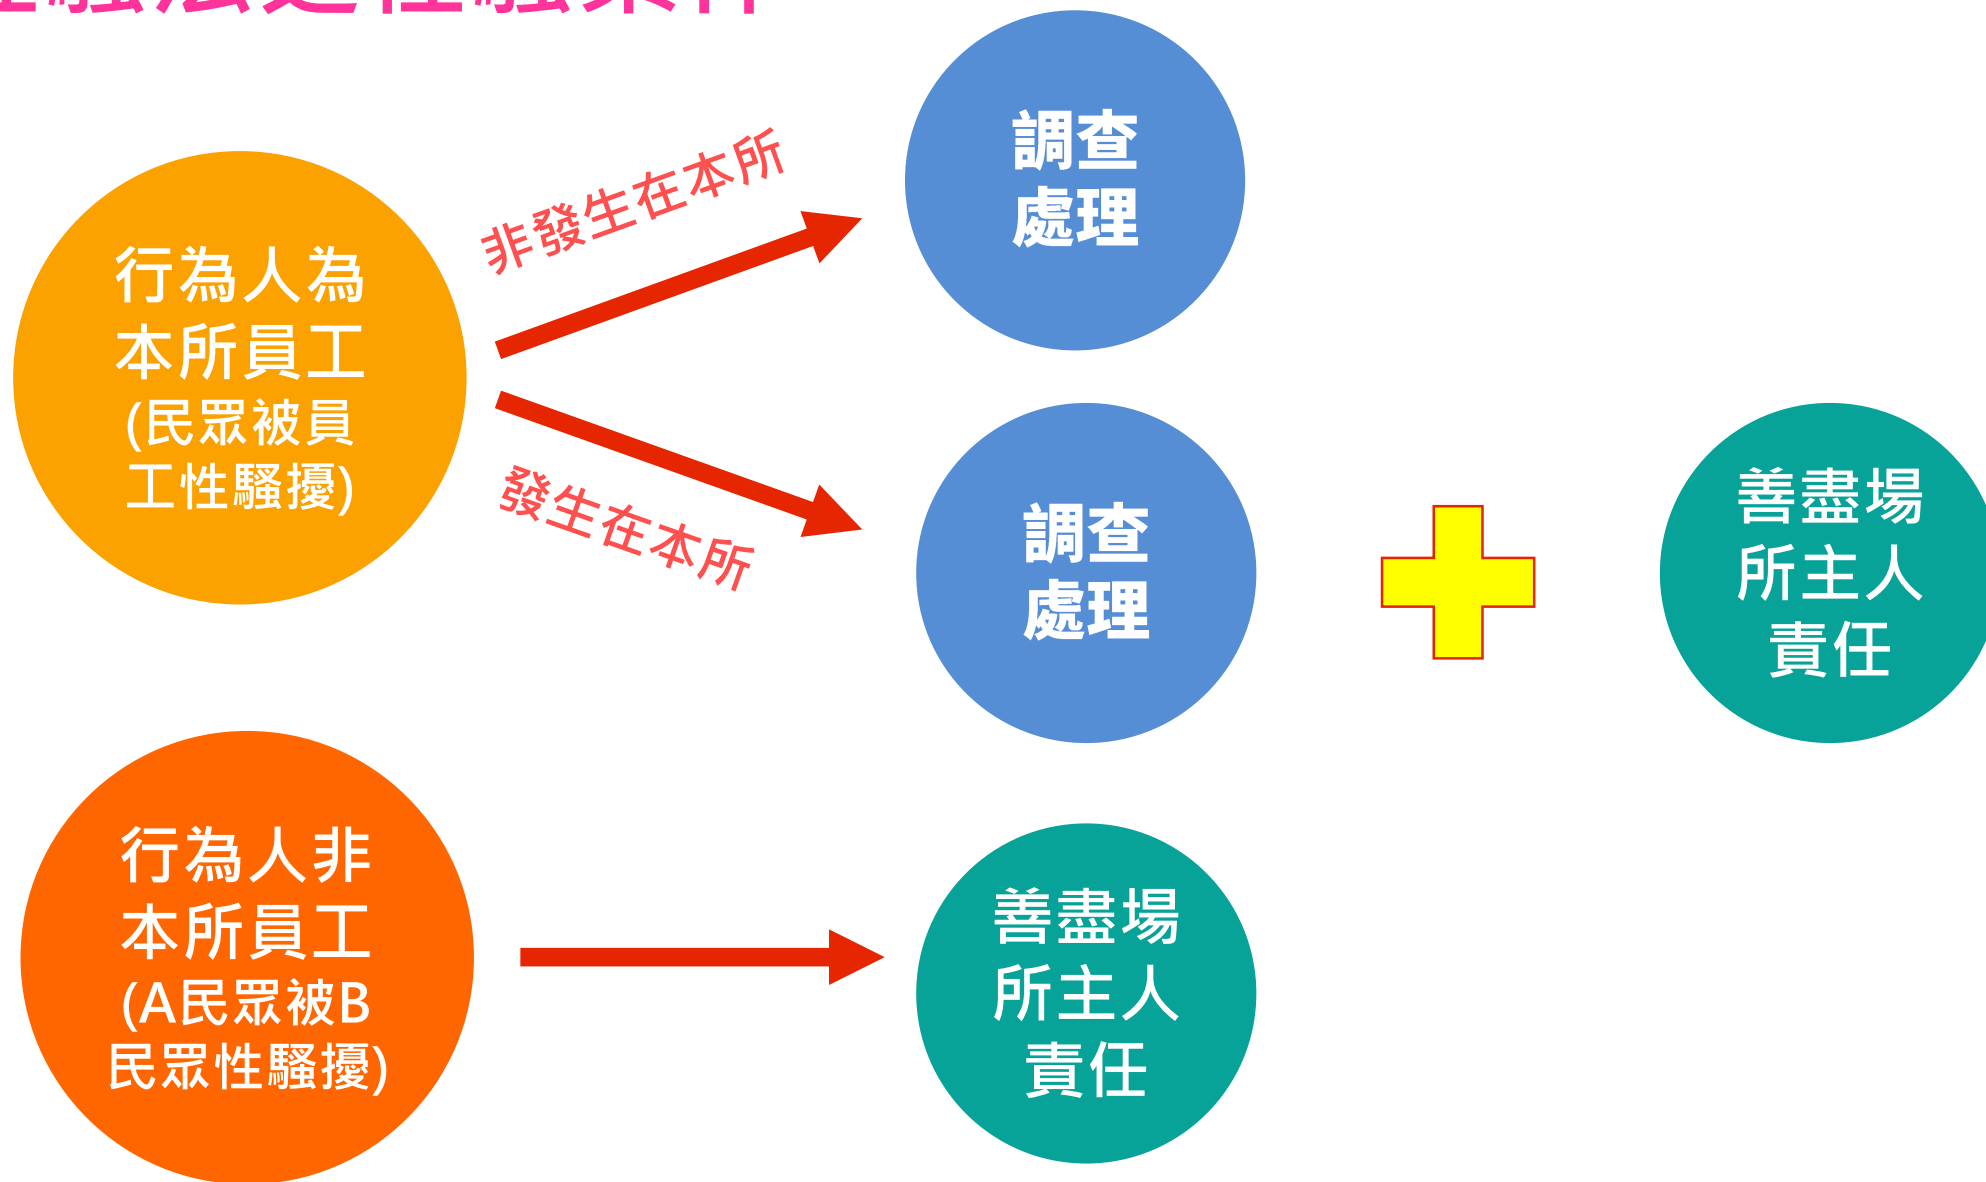 行為人為
本所員工
(民眾被員
工性騷擾)
非發生在本所
發生在本所
調查
處理
調查
處理
善盡場
所主人
責任
行為人非
本所員工
(A民眾被B
民眾性騷擾)
善盡場
所主人
責任